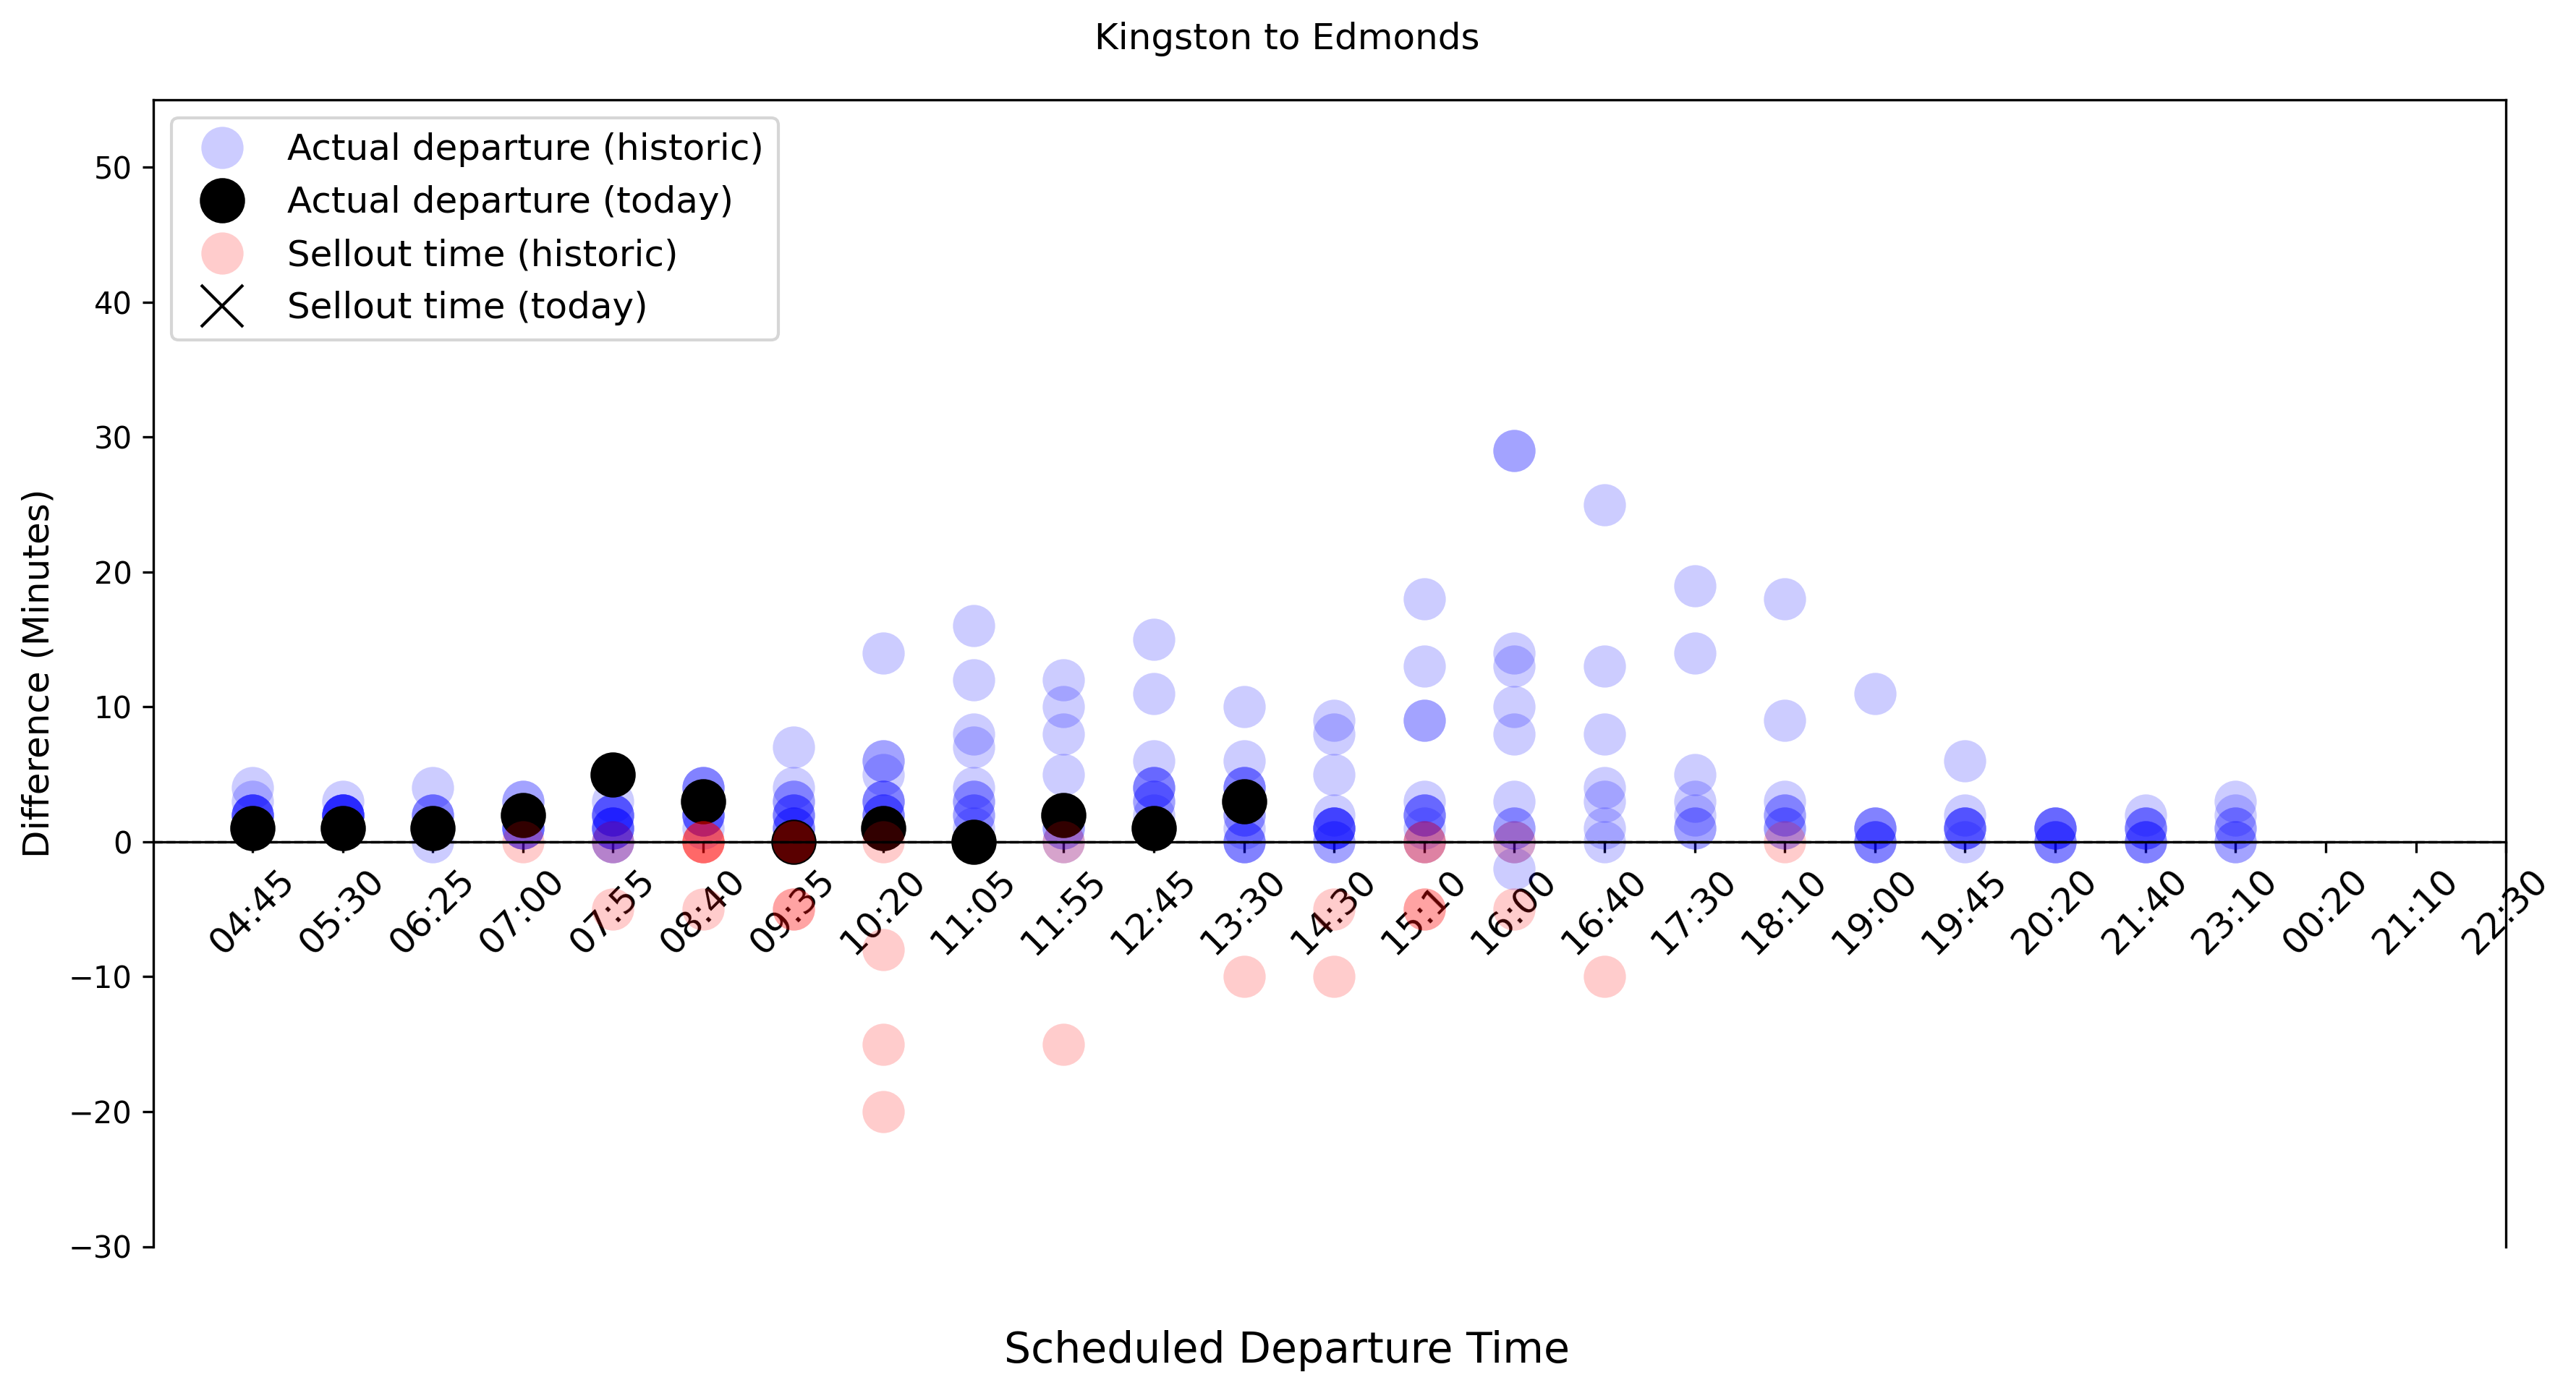 Kingston to Edmonds
Actual departure (historic)
Actual departure (today)
Sellout time (historic)
Sellout time (today)
Difference (Minutes)
50
40
30
20
10
0
−10
−20
−30
04:45 05:30 06:25 07:00 07:55 08:40 09:35 10:20 11:05 11:55 12:45 13:30 14:30 15:10 16:00 16:40 17:30 18:10 19:00 19:45 20:20 21:40 23:10 00:20 21:10 22:30
Scheduled Departure Time